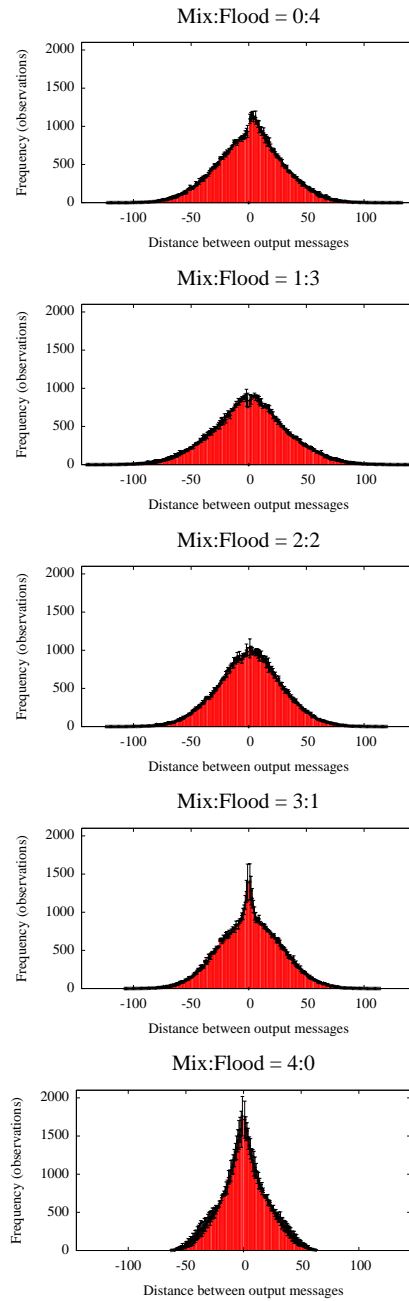 Mix:Flood = 0:4
Frequency (observations)
2000
1500
1000
500
0
-100 -50 0 50 100
Distance between output messages
Mix:Flood = 1:3
Frequency (observations)
2000
1500
1000
500
0
-100 -50 0 50 100
Distance between output messages
Mix:Flood = 2:2
Frequency (observations)
2000
1500
1000
500
0
-100 -50 0 50 100
Distance between output messages
Mix:Flood = 3:1
Frequency (observations)
2000
1500
1000
500
0
-100 -50 0 50 100
Distance between output messages
Mix:Flood = 4:0
Frequency (observations)
2000
1500
1000
500
0
-100 -50 0 50 100
Distance between output messages